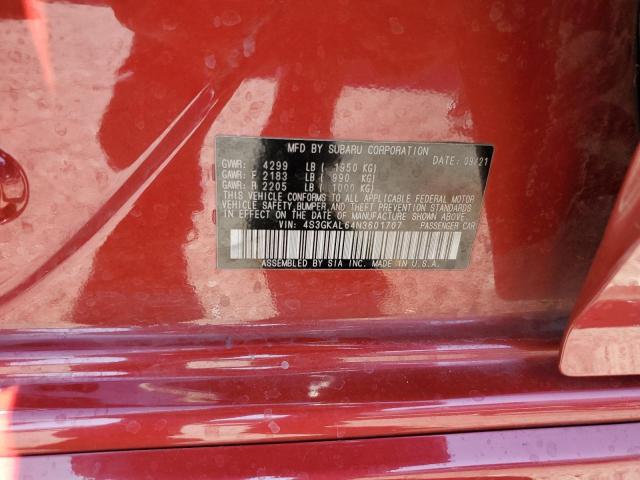 MFD BY SUBARU CORPORATION DATE: 09/21
GVWR: 4299 LB ( 1950 KG)
GAWR: F 2183 LB ( 990 KG)
GAWR: R 2205 LB ( 1000 KG)
THIS VEHICLE CONFORMS TO ALL APPLICABLE FEDERAL MOTOR
VEHICLE SAFETY, BUMPER, AND THEFT PREVENTION STANDARDS
IN EFFECT ON THE DATE OF MANUFACTURE SHOWN ABOVE.
VIN: 4S3GKAL64N3601707 PASSENGER CAR
ASSEMBLED BY SIA INC. MADE IN U.S.A.